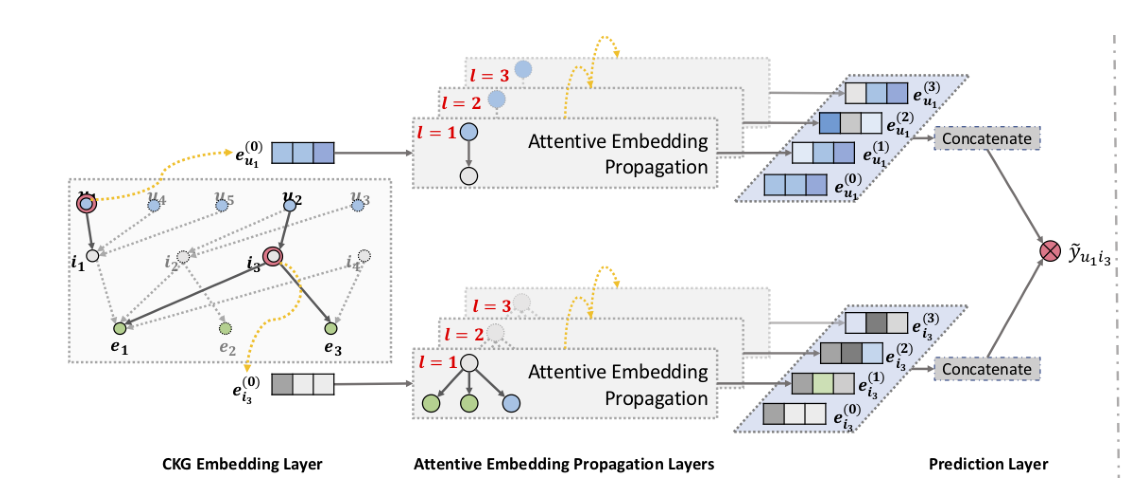 l = 3
l = 2
l = 1
Attentive Embedding
Propagation
e_{u_1}^{(3)}
e_{u_1}^{(2)}
e_{u_1}^{(1)}
e_{u_1}^{(0)}
Concatenate
e_{u_1}^{(0)}
u_1 u_4 u_5 u_2 u_3
i_1 i_2 i_3 i_4
e_1 e_2 e_3
ỹ_{u_1 i_3}
e_{i_3}^{(0)}
l = 3
l = 2
l = 1
Attentive Embedding
Propagation
e_{i_3}^{(3)}
e_{i_3}^{(2)}
e_{i_3}^{(1)}
e_{i_3}^{(0)}
Concatenate
CKG Embedding Layer
Attentive Embedding Propagation Layers
Prediction Layer